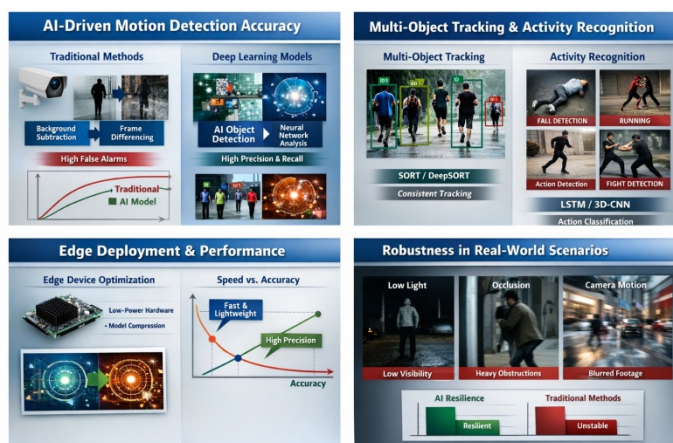 AI-Driven Motion Detection Accuracy
Traditional Methods
Background Subtraction
Frame Differencing
High False Alarms
Traditional
AI Model
Deep Learning Models
AI Object Detection
Neural Network Analysis
High Precision & Recall
Multi-Object Tracking & Activity Recognition
Multi-Object Tracking
SORT / DeepSORT
Consistent Tracking
Activity Recognition
FALL DETECTION
RUNNING
Action Detection
FIGHT DETECTION
LSTM / 3D-CNN
Action Classification
Edge Deployment & Performance
Edge Device Optimization
Low-Power Hardware
• Model Compression
Speed vs. Accuracy
Fast & Lightweight
High Precision
Accuracy
Robustness in Real-World Scenarios
Low Light
Occlusion
Camera Motion
Low Visibility
Heavy Obstructions
Blurred Footage
AI Resilience
Resilient
Traditional Methods
Unstable